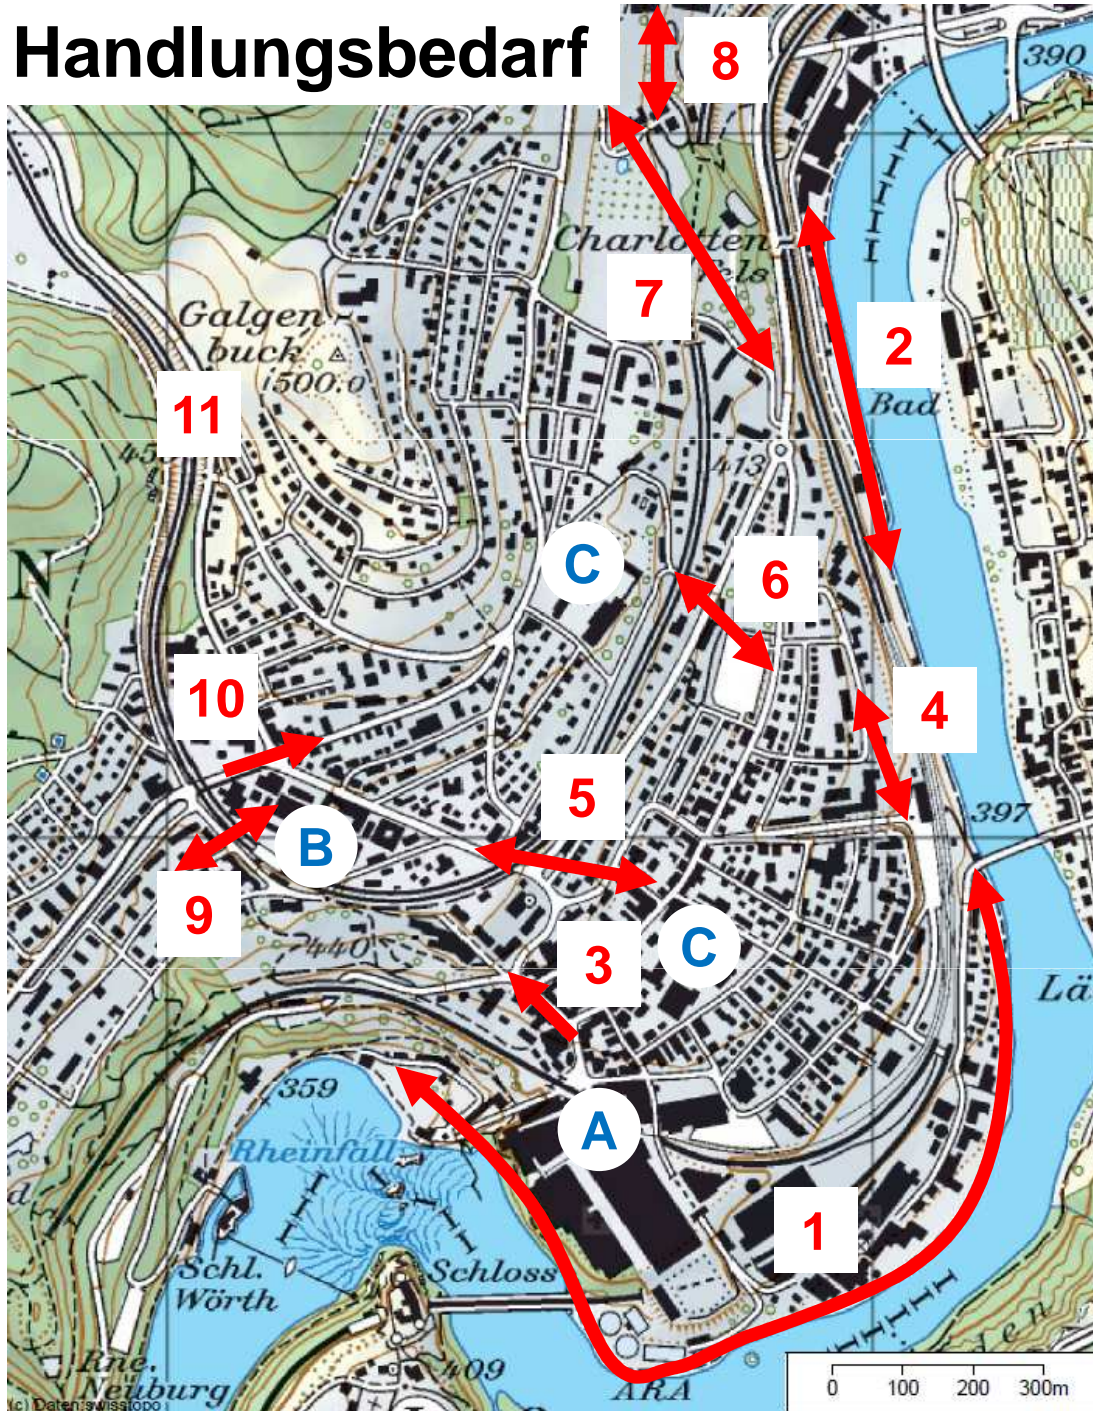 Handlungsbedarf
8
390
Charlotten-
fels
7
Galgen-
buck
500.0
2
11
Bad
413
N
C
6
10
4
5
397
B
9
440
3
C
Lä
359
A
Rheinfall
1
Schl.
Wörth
Schloss
Rne.
Neuburg
409
ARA
0 100 200 300m
(c) Daten:swisstopo